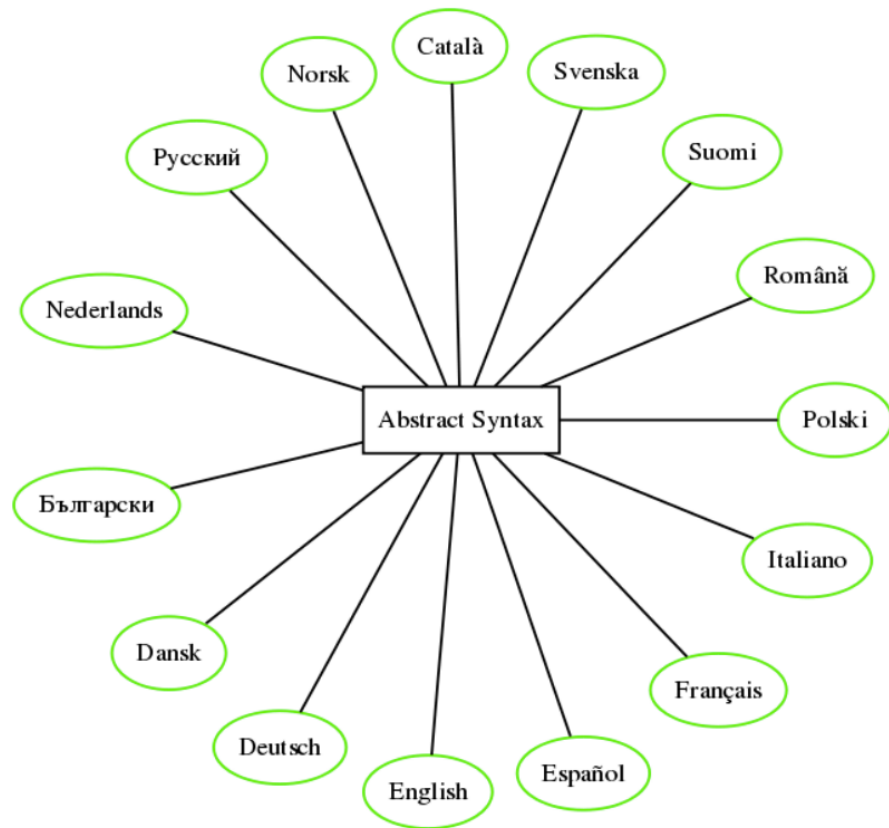 Català
Norsk
Svenska
Русский
Suomi
Română
Nederlands
Abstract Syntax
Polski
Български
Italiano
Dansk
Français
Deutsch
Español
English